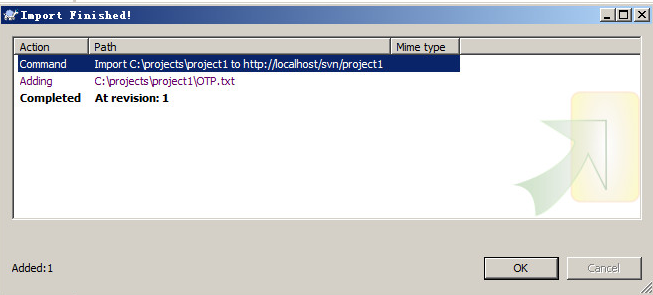 Import Finished!
Action Path Mime type
Command Import C:\projects\project1 to http://localhost/svn/project1
Adding C:\projects\project1\OTP.txt
Completed At revision: 1
Added:1 OK Cancel